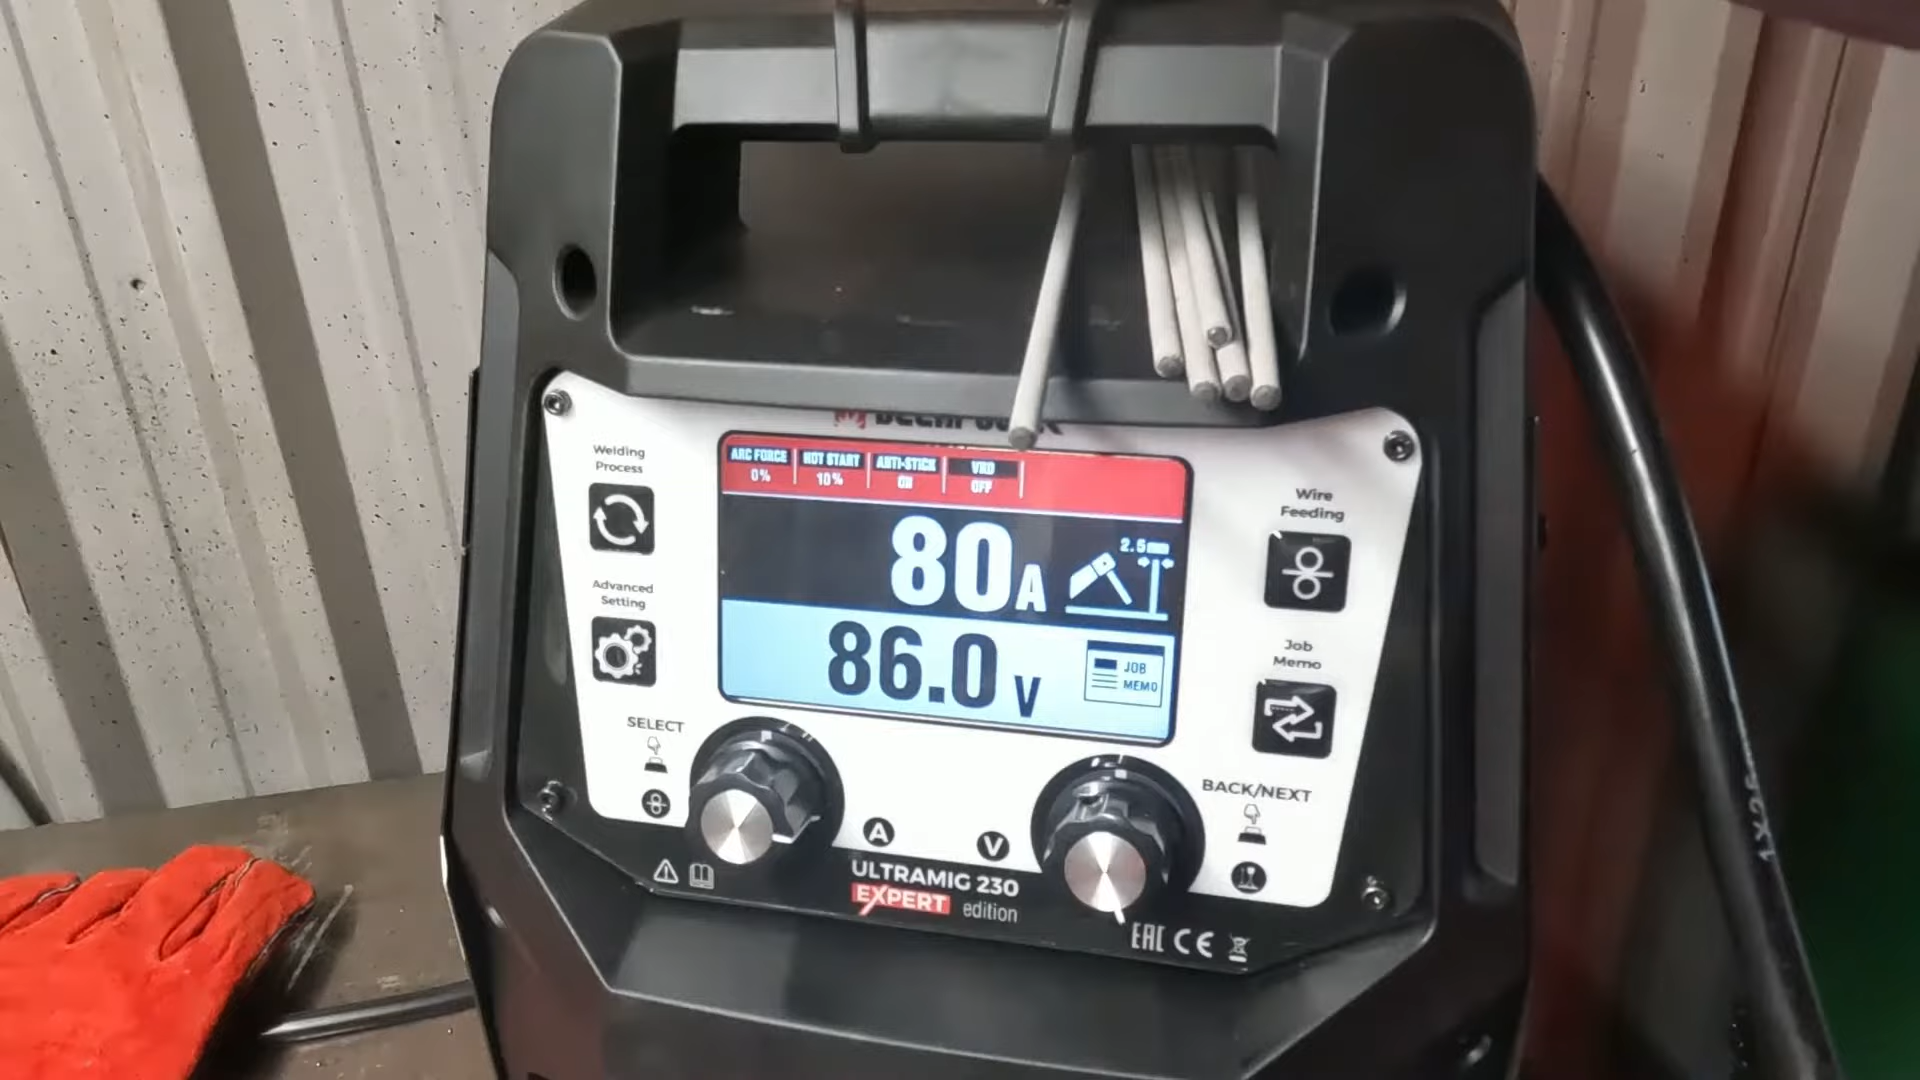 Welding
Process
ARC FORCE
0%
HOT START
10%
ANTI-STICK
ON
VRD
OFF
80A
2.5mm
Wire
Feeding
Advanced
Setting
86.0 V
JOB
MEMO
Job
Memo
SELECT
BACK/NEXT
A
V
ULTRAMIG 230
EXPERT edition
EAC CE